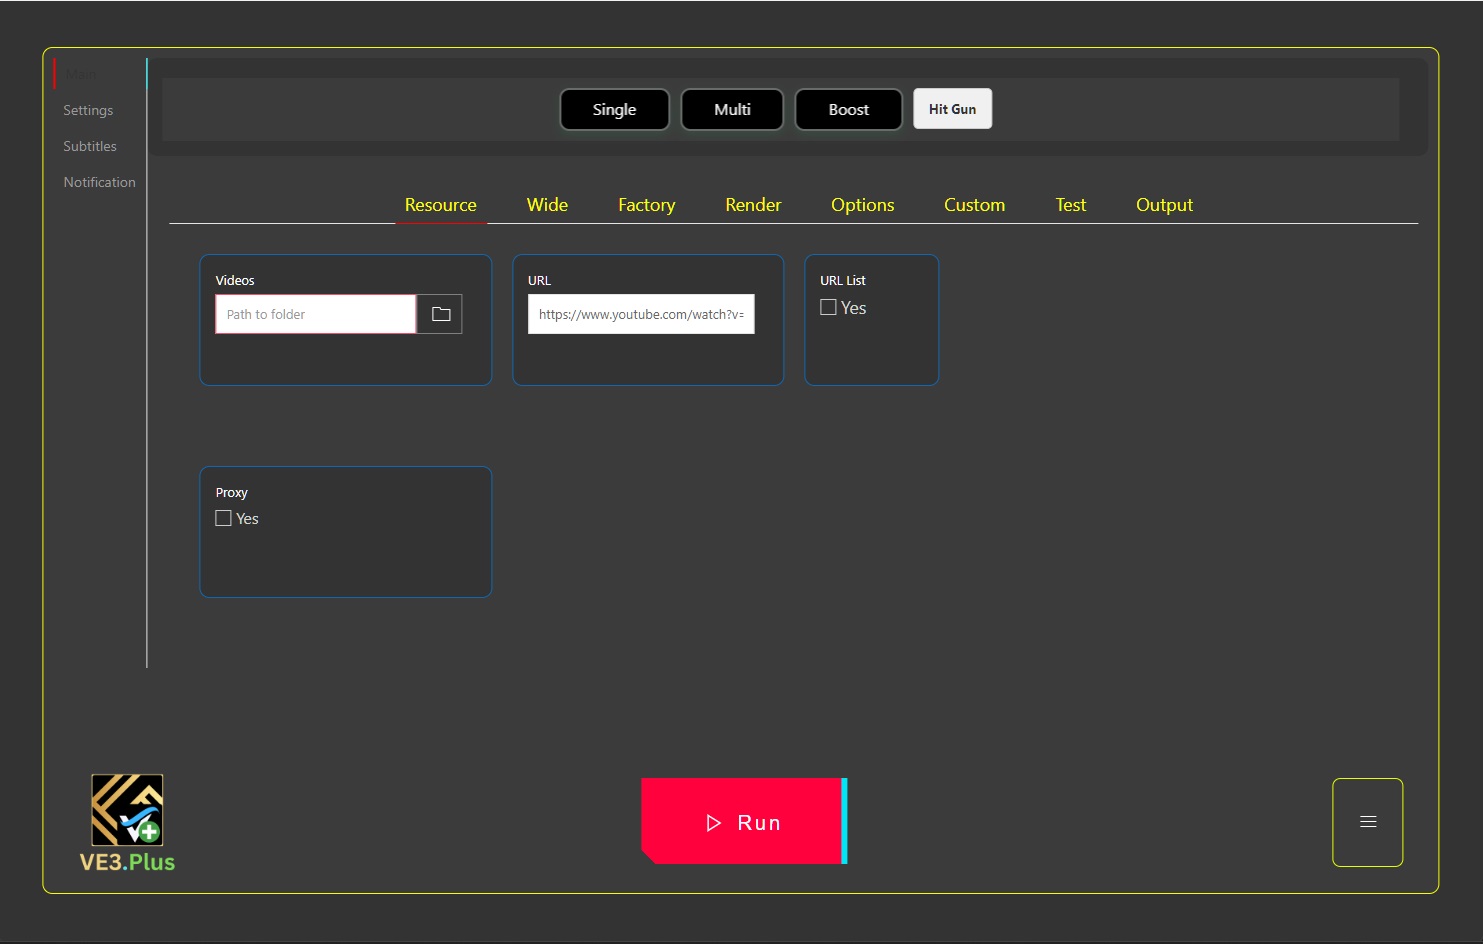 Main
Settings
Subtitles
Notification
Single Multi Boost Hit Gun
Resource Wide Factory Render Options Custom Test Output
Videos
Path to folder
URL
https://www.youtube.com/watch?v=
URL List
Yes
Proxy
Yes
VE3.Plus
Run